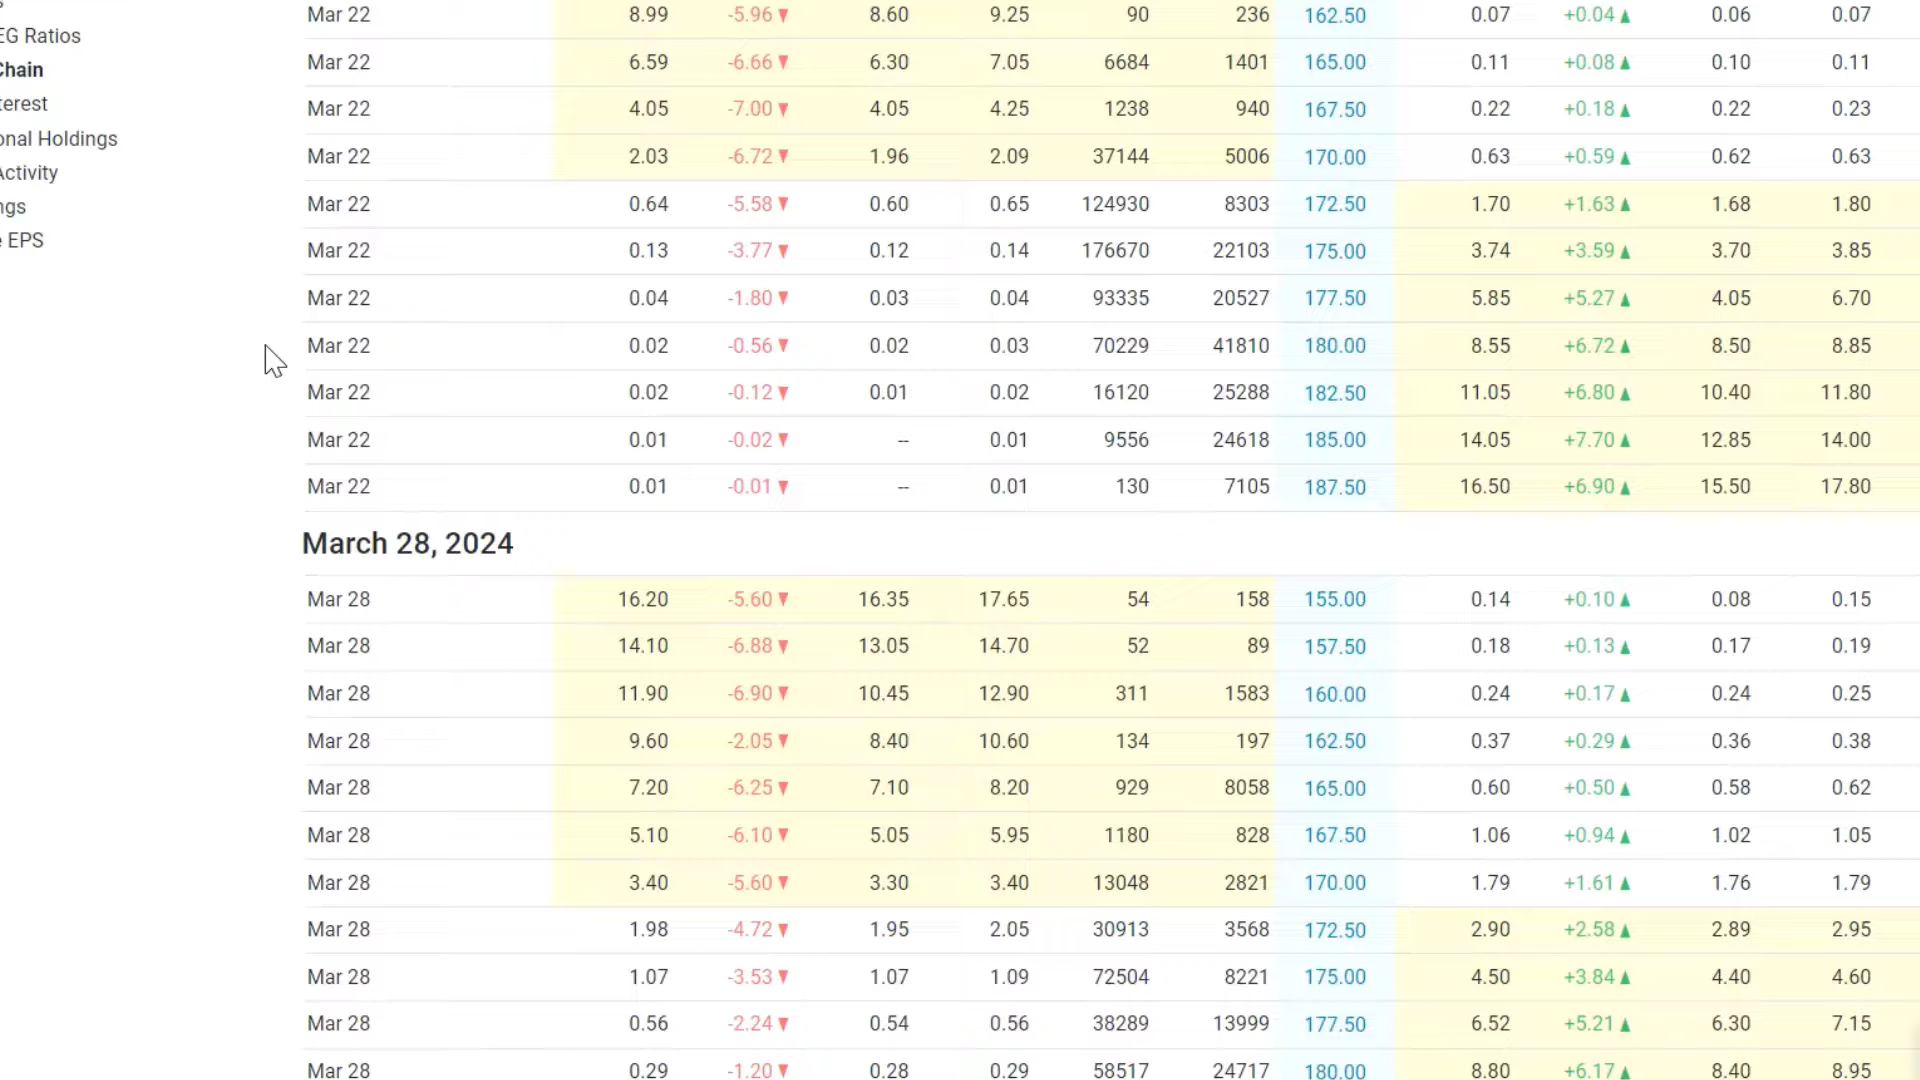 Mar 22 8.99 -5.96 ▼ 8.60 9.25 90 236 162.50 0.07 +0.04 ▲ 0.06 0.07
EG Ratios
Mar 22 6.59 -6.66 ▼ 6.30 7.05 6684 1401 165.00 0.11 +0.08 ▲ 0.10 0.11
Chain
terest
Mar 22 4.05 -7.00 ▼ 4.05 4.25 1238 940 167.50 0.22 +0.18 ▲ 0.22 0.23
onal Holdings
Mar 22 2.03 -6.72 ▼ 1.96 2.09 37144 5006 170.00 0.63 +0.59 ▲ 0.62 0.63
Activity
Mar 22 0.64 -5.58 ▼ 0.60 0.65 124930 8303 172.50 1.70 +1.63 ▲ 1.68 1.80
ngs
e EPS
Mar 22 0.13 -3.77 ▼ 0.12 0.14 176670 22103 175.00 3.74 +3.59 ▲ 3.70 3.85
Mar 22 0.04 -1.80 ▼ 0.03 0.04 93335 20527 177.50 5.85 +5.27 ▲ 4.05 6.70
Mar 22 0.02 -0.56 ▼ 0.02 0.03 70229 41810 180.00 8.55 +6.72 ▲ 8.50 8.85
Mar 22 0.02 -0.12 ▼ 0.01 0.02 16120 25288 182.50 11.05 +6.80 ▲ 10.40 11.80
Mar 22 0.01 -0.02 ▼ -- 0.01 9556 24618 185.00 14.05 +7.70 ▲ 12.85 14.00
Mar 22 0.01 -0.01 ▼ -- 0.01 130 7105 187.50 16.50 +6.90 ▲ 15.50 17.80
March 28, 2024
Mar 28 16.20 -5.60 ▼ 16.35 17.65 54 158 155.00 0.14 +0.10 ▲ 0.08 0.15
Mar 28 14.10 -6.88 ▼ 13.05 14.70 52 89 157.50 0.18 +0.13 ▲ 0.17 0.19
Mar 28 11.90 -6.90 ▼ 10.45 12.90 311 1583 160.00 0.24 +0.17 ▲ 0.24 0.25
Mar 28 9.60 -2.05 ▼ 8.40 10.60 134 197 162.50 0.37 +0.29 ▲ 0.36 0.38
Mar 28 7.20 -6.25 ▼ 7.10 8.20 929 8058 165.00 0.60 +0.50 ▲ 0.58 0.62
Mar 28 5.10 -6.10 ▼ 5.05 5.95 1180 828 167.50 1.06 +0.94 ▲ 1.02 1.05
Mar 28 3.40 -5.60 ▼ 3.30 3.40 13048 2821 170.00 1.79 +1.61 ▲ 1.76 1.79
Mar 28 1.98 -4.72 ▼ 1.95 2.05 30913 3568 172.50 2.90 +2.58 ▲ 2.89 2.95
Mar 28 1.07 -3.53 ▼ 1.07 1.09 72504 8221 175.00 4.50 +3.84 ▲ 4.40 4.60
Mar 28 0.56 -2.24 ▼ 0.54 0.56 38289 13999 177.50 6.52 +5.21 ▲ 6.30 7.15
Mar 28 0.29 -1.20 ▼ 0.28 0.29 58517 24717 180.00 8.80 +6.17 ▲ 8.40 8.95